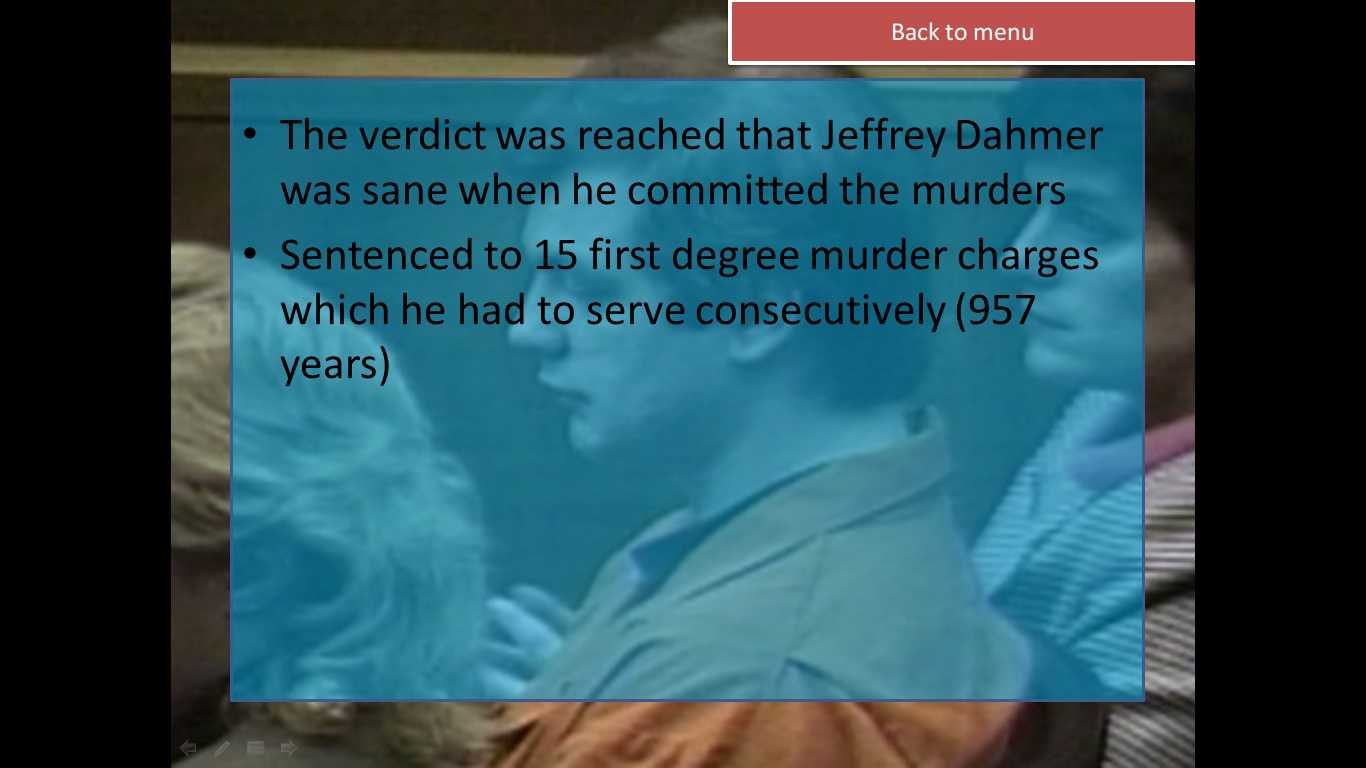 Back to menu
• The verdict was reached that Jeffrey Dahmer
was sane when he committed the murders
• Sentenced to 15 first degree murder charges
which he had to serve consecutively (957
years)